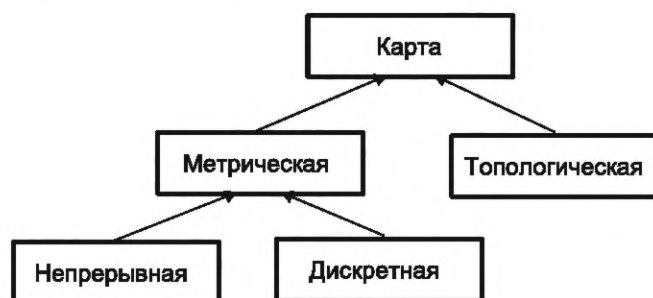 Карта
Метрическая
Топологическая
Непрерывная
Дискретная